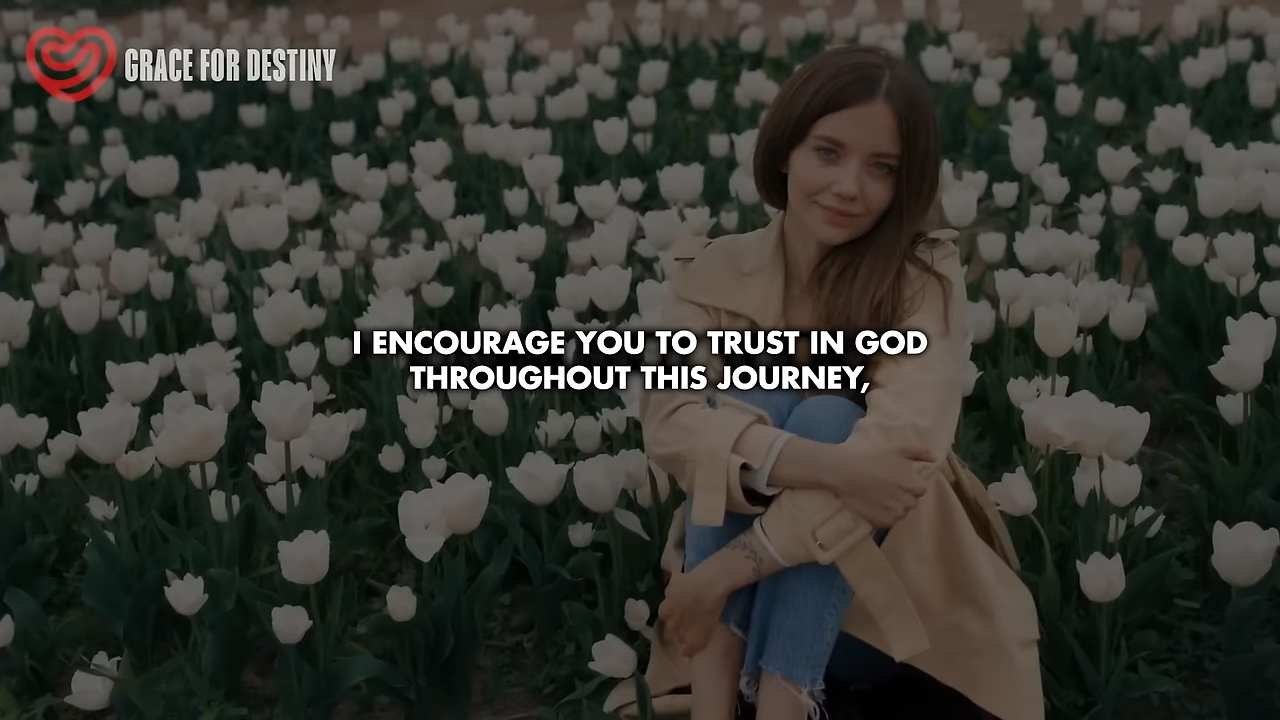 GRACE FOR DESTINY
I ENCOURAGE YOU TO TRUST IN GOD
THROUGHOUT THIS JOURNEY,